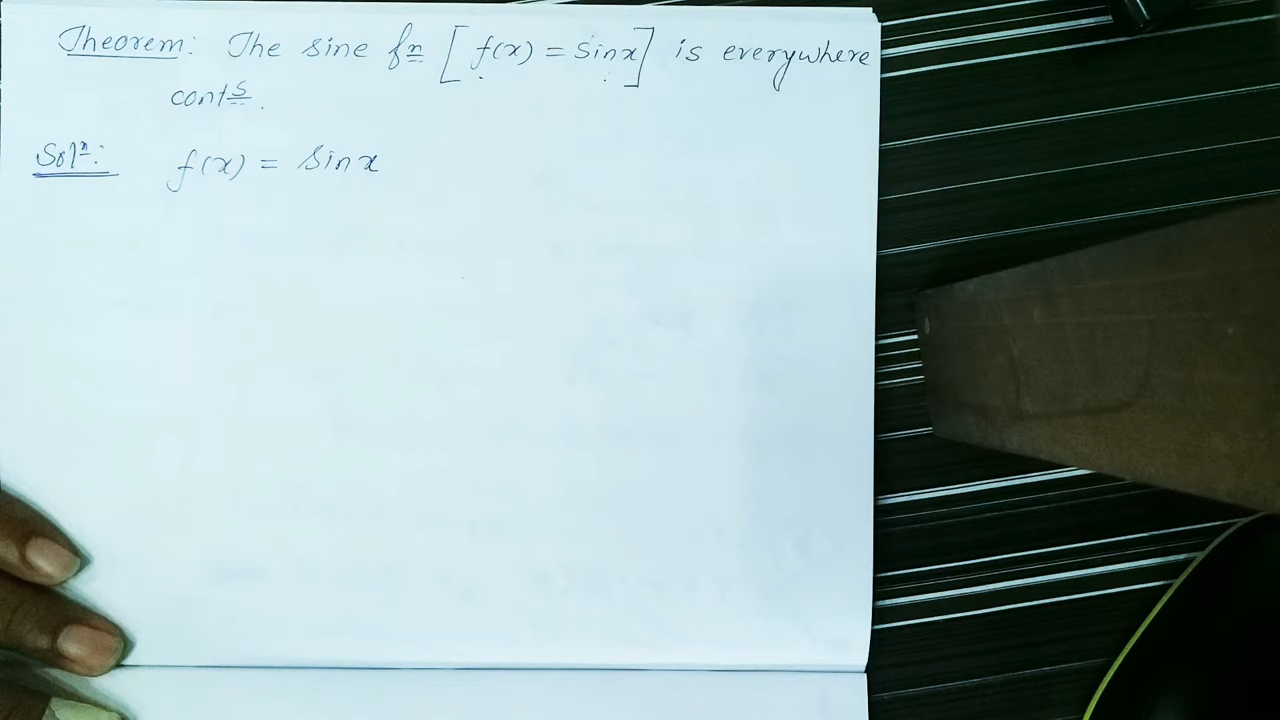 Theorem: The sine fn [f(x) = sinx] is everywhere
conts.
Soln: f(x) = sinx